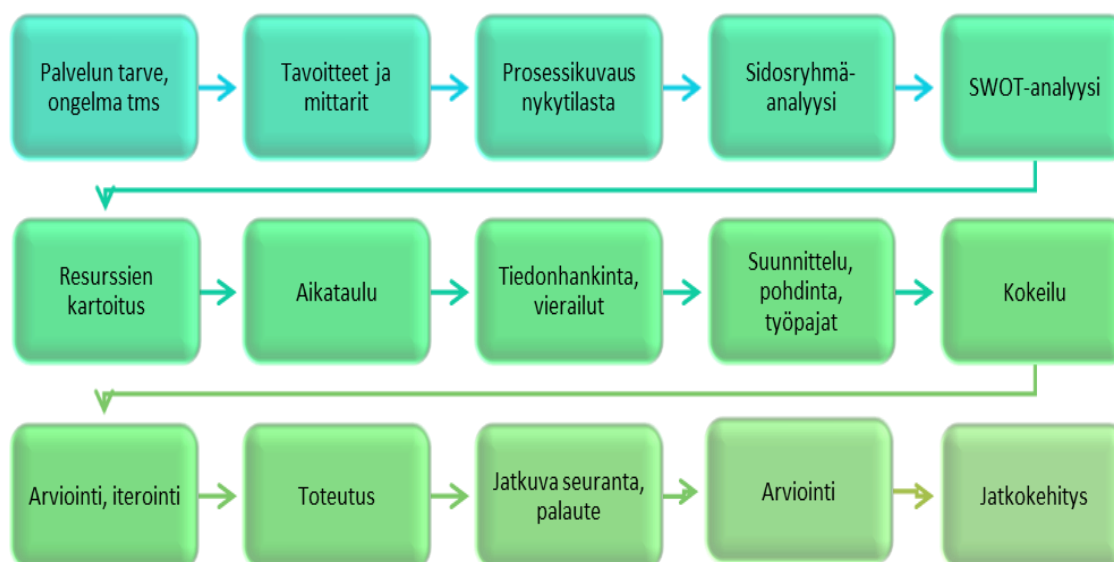 Palvelun tarve,
ongelma tms
Tavoitteet ja
mittarit
Prosessikuvaus
nykytilasta
Sidosryhmä-
analyysi
SWOT-analyysi
Resurssien
kartoitus
Aikataulu
Tiedonhankinta,
vierailut
Suunnittelu,
pohdinta,
työpajat
Kokeilu
Arviointi, iterointi
Toteutus
Jatkuva seuranta,
palaute
Arviointi
Jatkokehitys